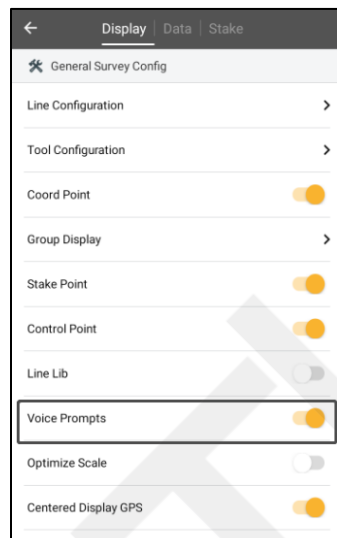 Display | Data | Stake
General Survey Config
Line Configuration
Tool Configuration
Coord Point
Group Display
Stake Point
Control Point
Line Lib
Voice Prompts
Optimize Scale
Centered Display GPS